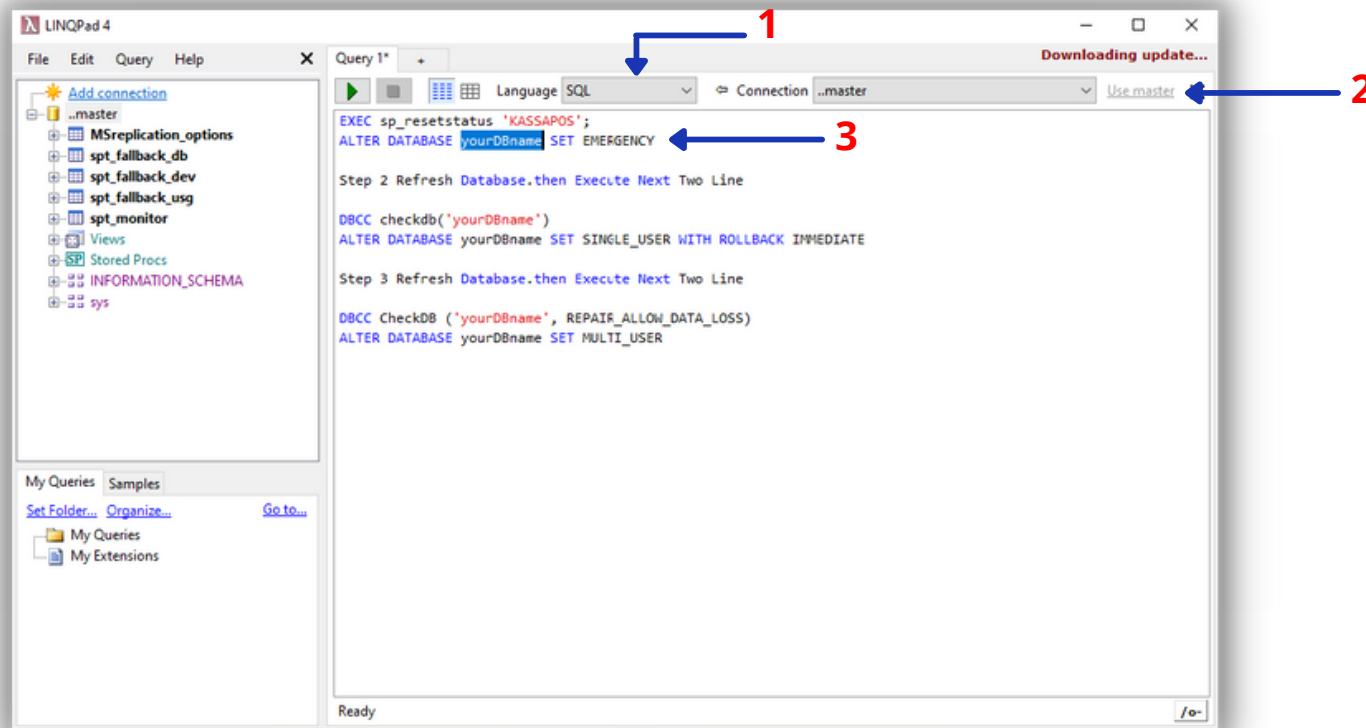 LINQPad 4
1
File Edit Query Help
Query 1*
+
Downloading update...
Language SQL
Connection ..master
Use master
2
Add connection
..master
MSreplication_options
spt_fallback_db
spt_fallback_dev
spt_fallback_usg
spt_monitor
Views
SP Stored Procs
INFORMATION_SCHEMA
sys
EXEC sp_resetstatus 'KASSAPOS';
ALTER DATABASE yourDBname SET EMERGENCY
3
Step 2 Refresh Database.then Execute Next Two Line
DBCC checkdb('yourDBname')
ALTER DATABASE yourDBname SET SINGLE_USER WITH ROLLBACK IMMEDIATE
Step 3 Refresh Database.then Execute Next Two Line
DBCC CheckDB ('yourDBname', REPAIR_ALLOW_DATA_LOSS)
ALTER DATABASE yourDBname SET MULTI_USER
My Queries Samples
Set Folder... Organize... Go to...
My Queries
My Extensions
Ready
/o-